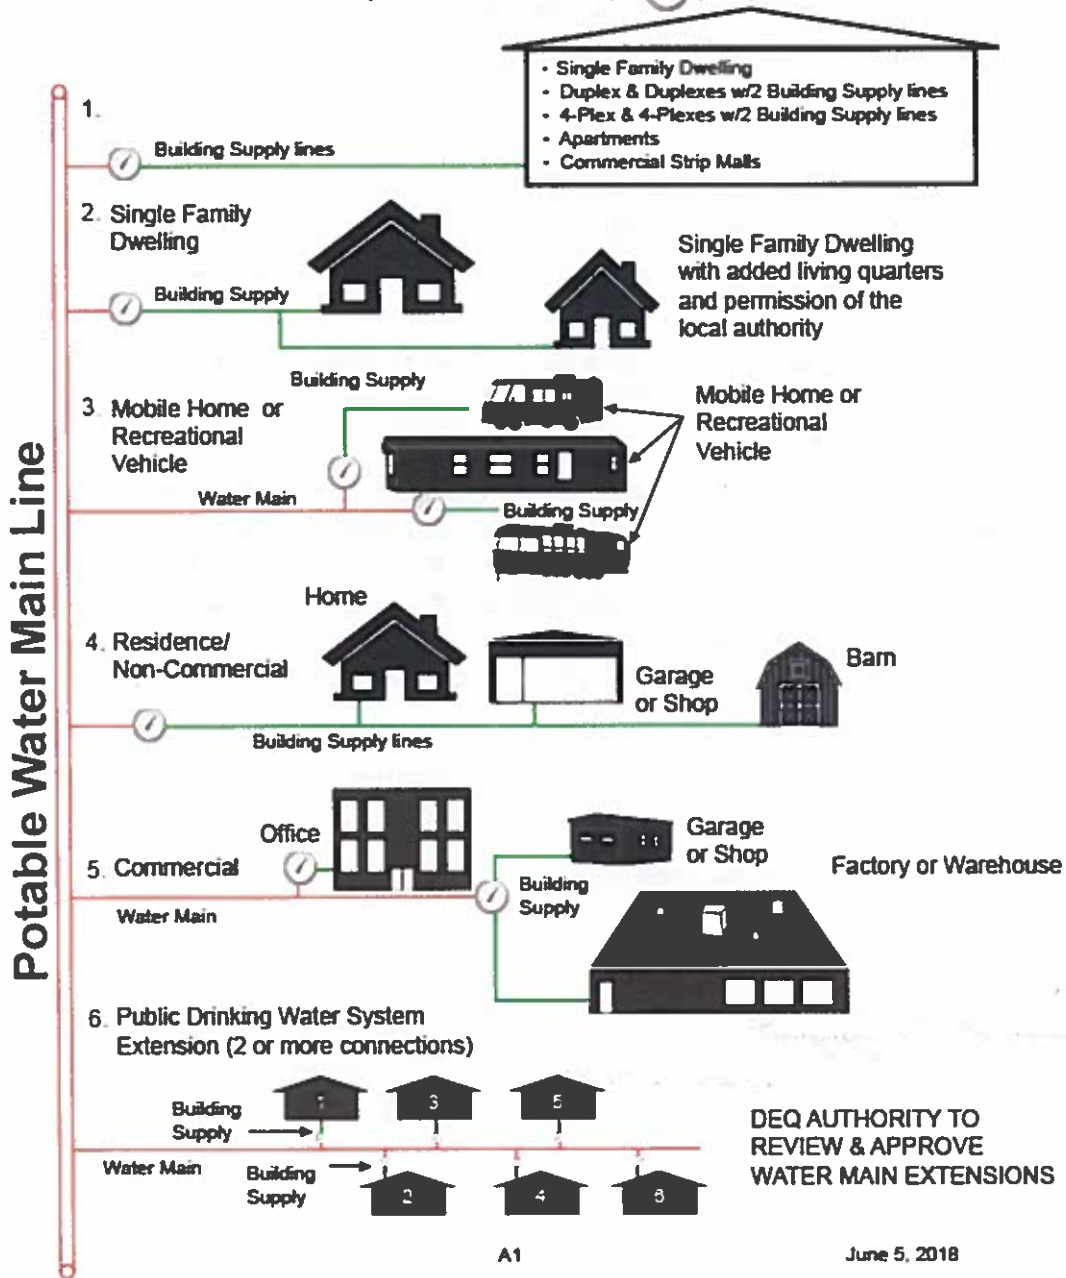 1.
Building Supply lines
• Single Family Dwelling
• Duplex & Duplexes w/2 Building Supply lines
• 4-Plex & 4-Plexes w/2 Building Supply lines
• Apartments
• Commercial Strip Malls
2. Single Family
Dwelling
Building Supply
Single Family Dwelling
with added living quarters
and permission of the
local authority
Building Supply
3. Mobile Home or
Recreational
Vehicle
Mobile Home or
Recreational
Vehicle
Water Main
Building Supply
Potable Water Main Line
Home
4. Residence/
Non-Commercial
Garage
or Shop
Barn
Building Supply lines
Office
5. Commercial
Water Main
Building
Supply
Garage
or Shop
Factory or Warehouse
6. Public Drinking Water System
Extension (2 or more connections)
Building
Supply
1
3
5
Water Main
Building
Supply
2
4
6
DEQ AUTHORITY TO
REVIEW & APPROVE
WATER MAIN EXTENSIONS
A1
June 5, 2018